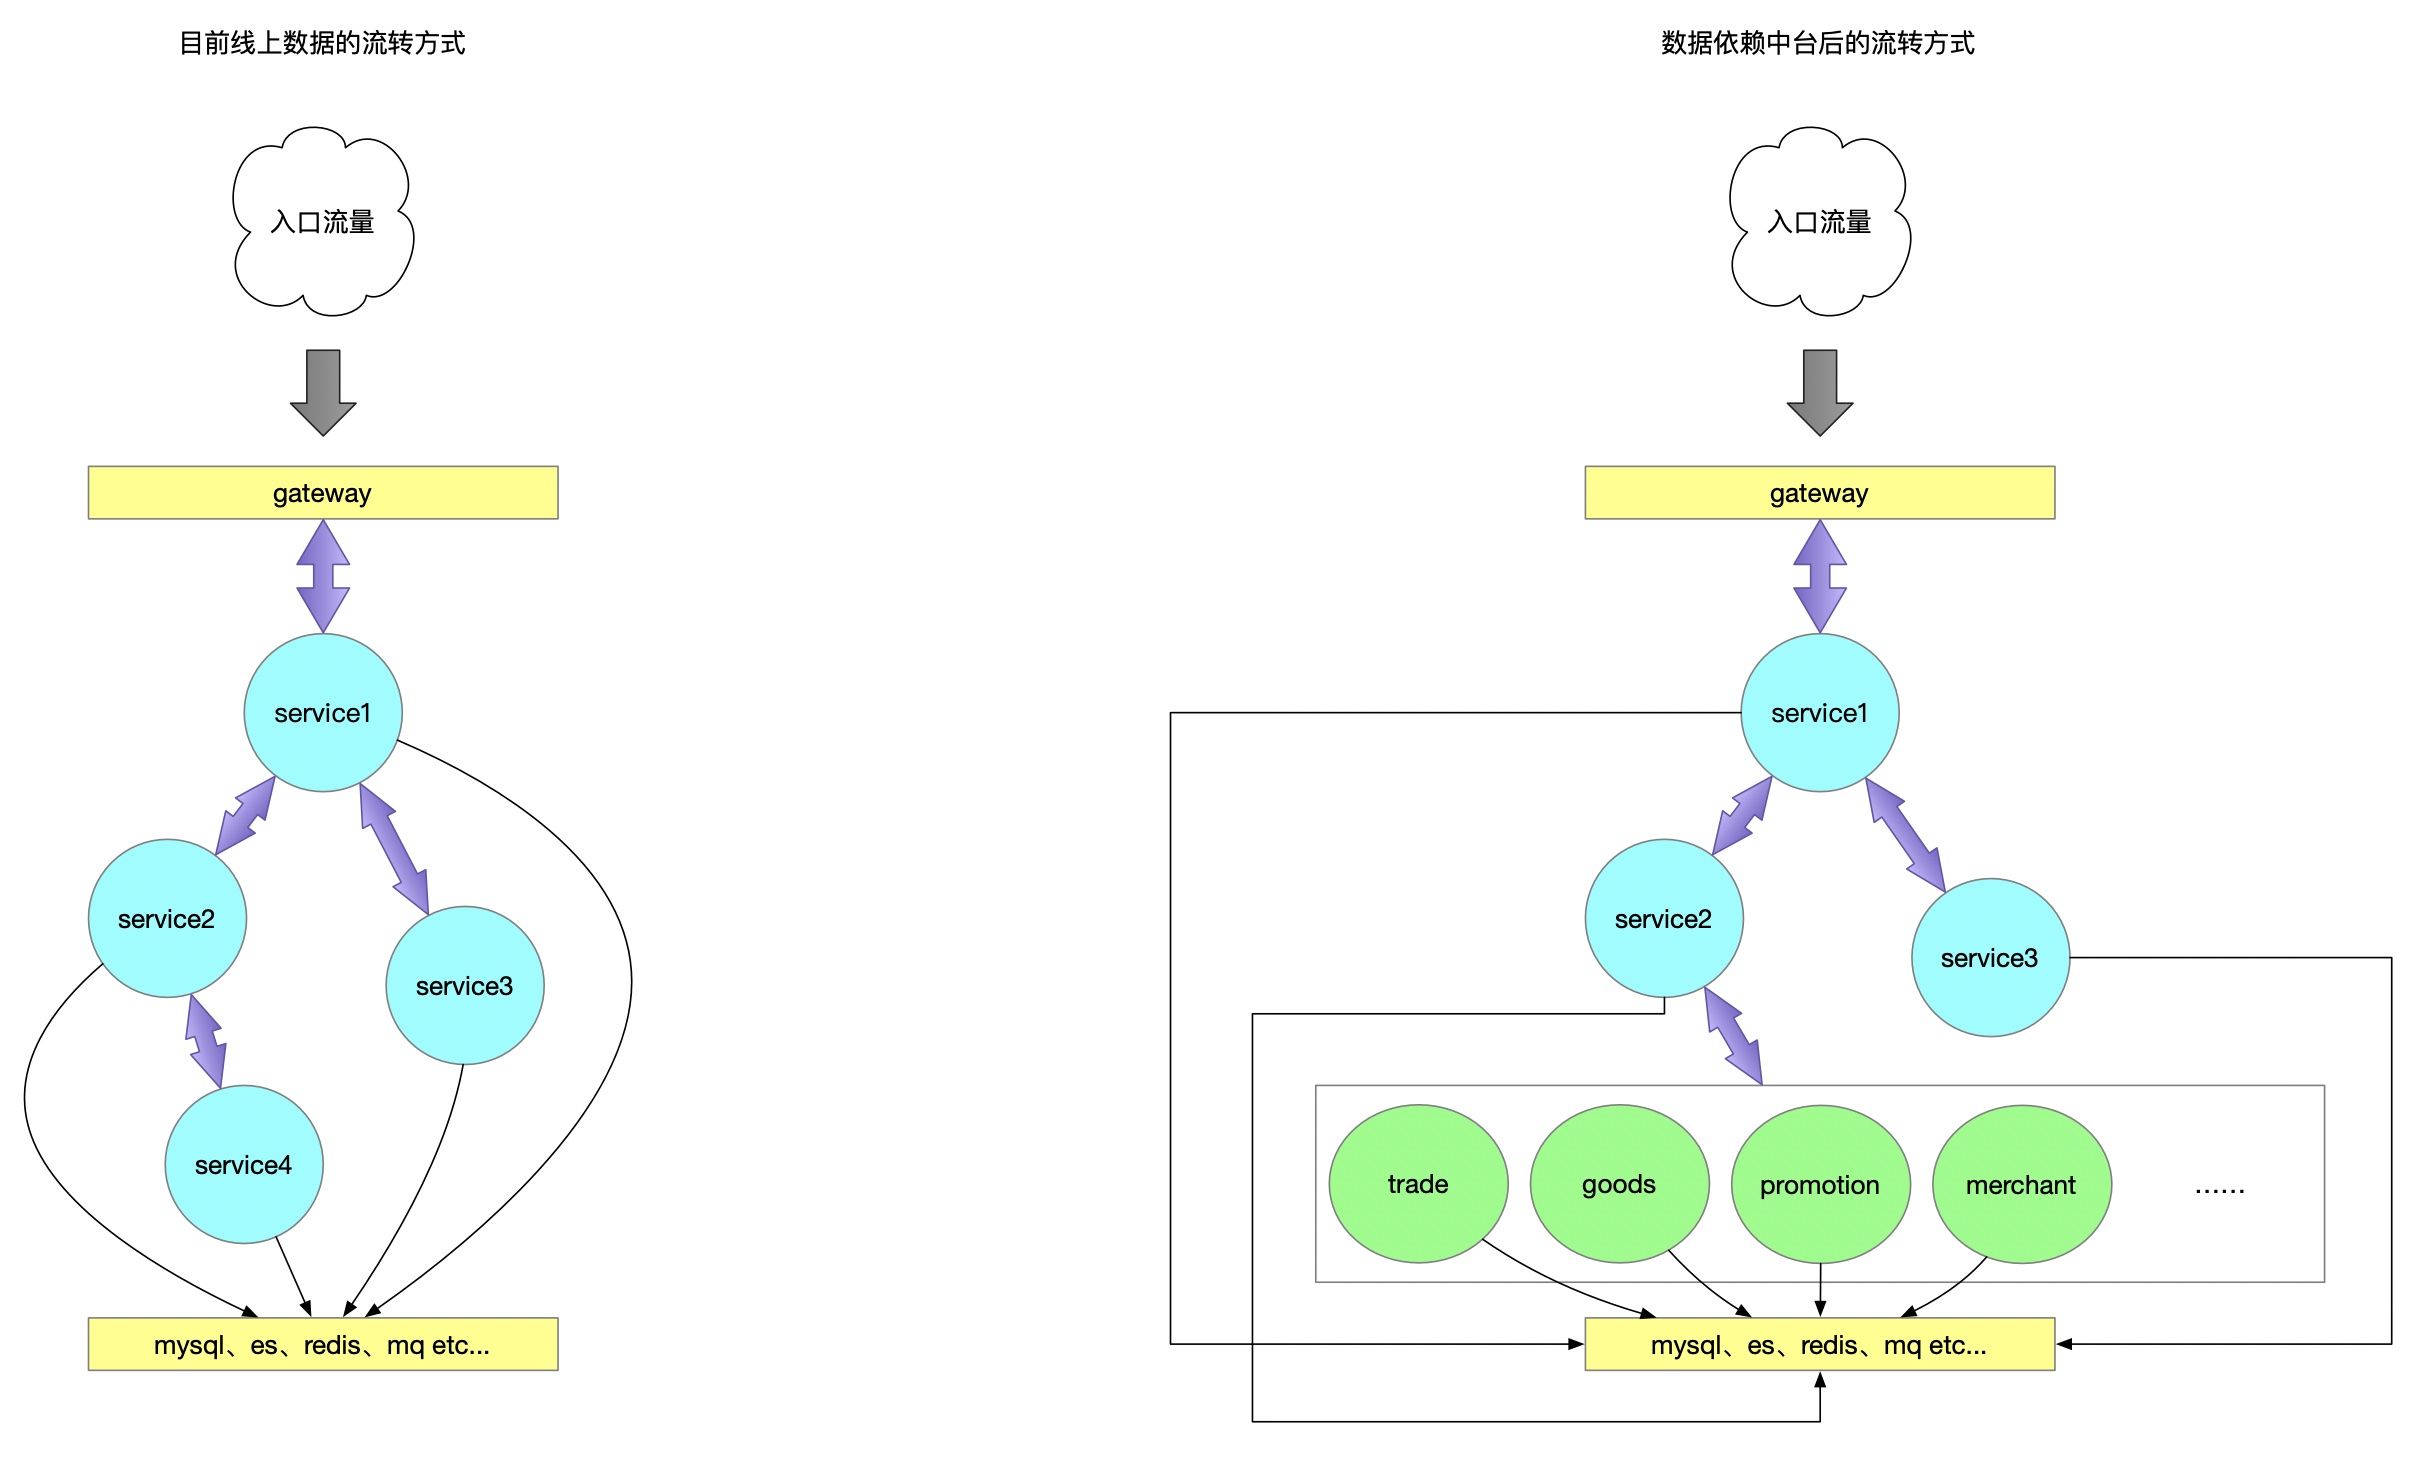 目前线上数据的流转方式
入口流量
gateway
service1
service2
service3
service4
mysql、es、redis、mq etc...
数据依赖中台后的流转方式
入口流量
gateway
service1
service2
service3
trade
goods
promotion
merchant
......
mysql、es、redis、mq etc...